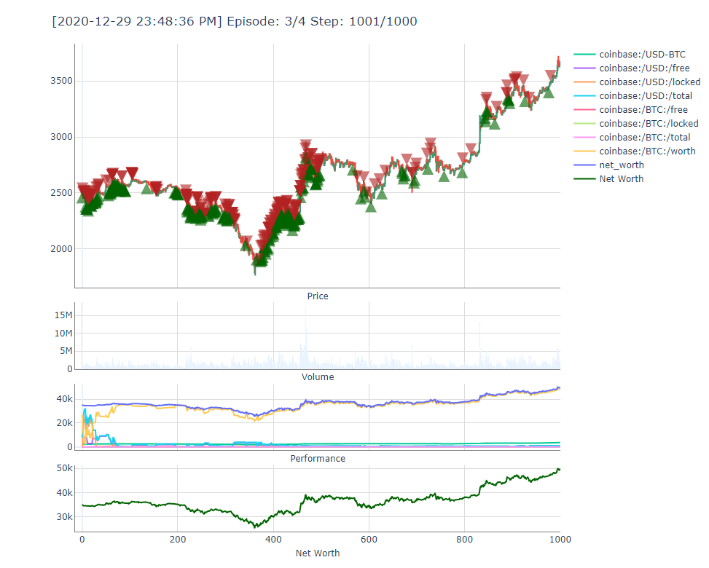 [2020-12-29 23:48:36 PM] Episode: 3/4 Step: 1001/1000
coinbase:/USD-BTC
coinbase:/USD:/free
coinbase:/USD:/locked
coinbase:/USD:/total
coinbase:/BTC:/free
coinbase:/BTC:/locked
coinbase:/BTC:/total
coinbase:/BTC:/worth
net_worth
Net Worth
3500
3000
2500
2000
Price
15M
10M
5M
0
Volume
40k
20k
0
Performance
50k
40k
30k
0
200
400
600
800
1000
Net Worth